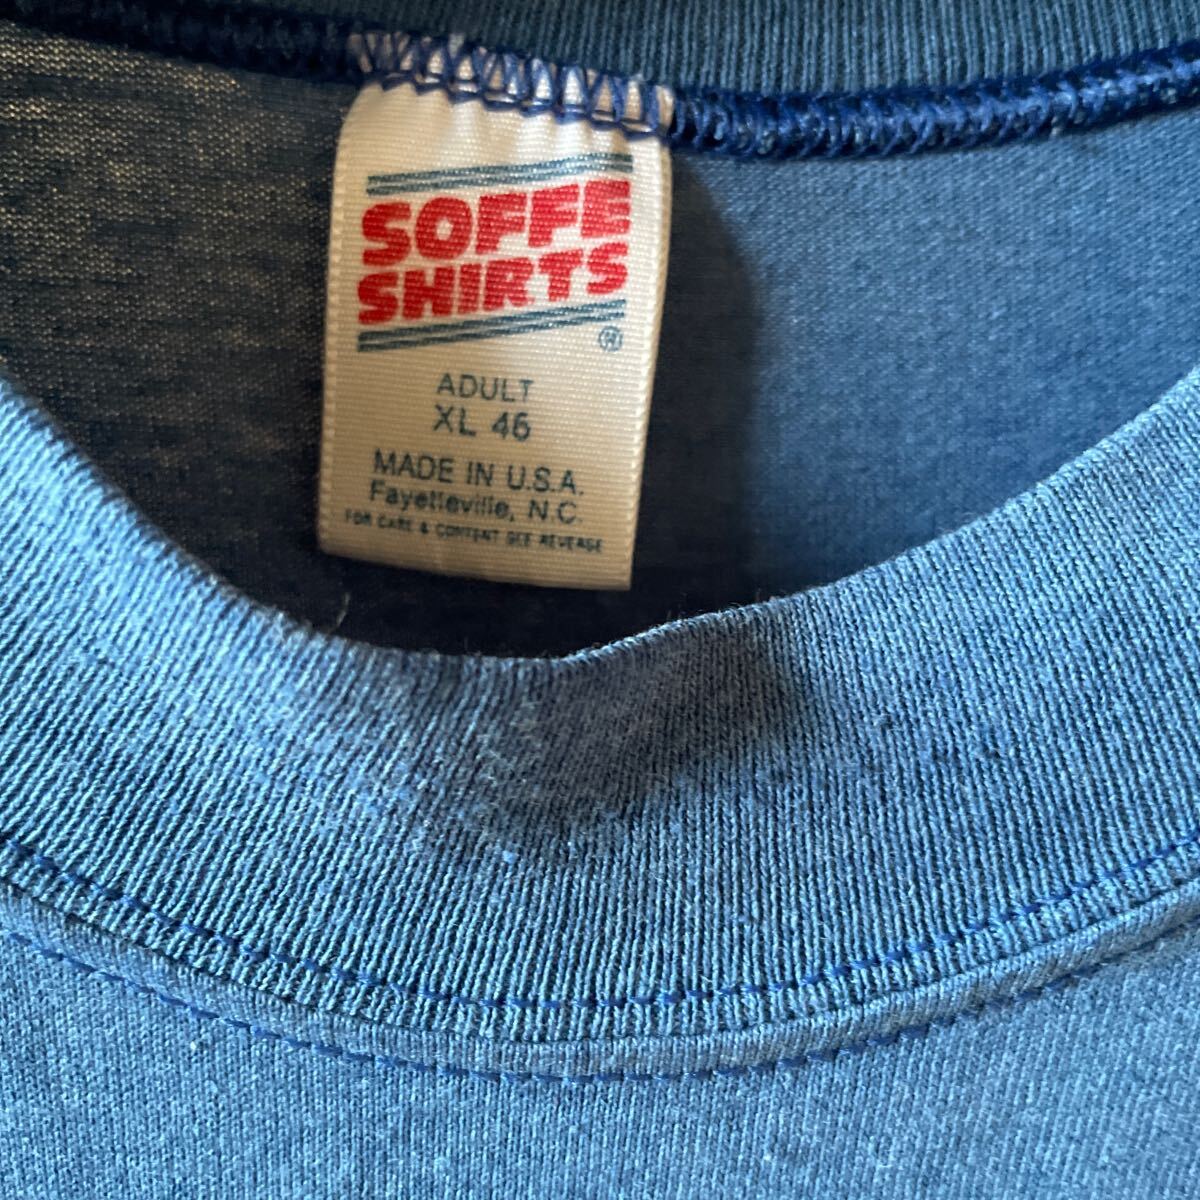 SOFFE
SHIRTS
®
ADULT
XL 46
MADE IN U.S.A.
Fayetteville, N.C.
FOR CARE & CONTENT SEE REVERSE